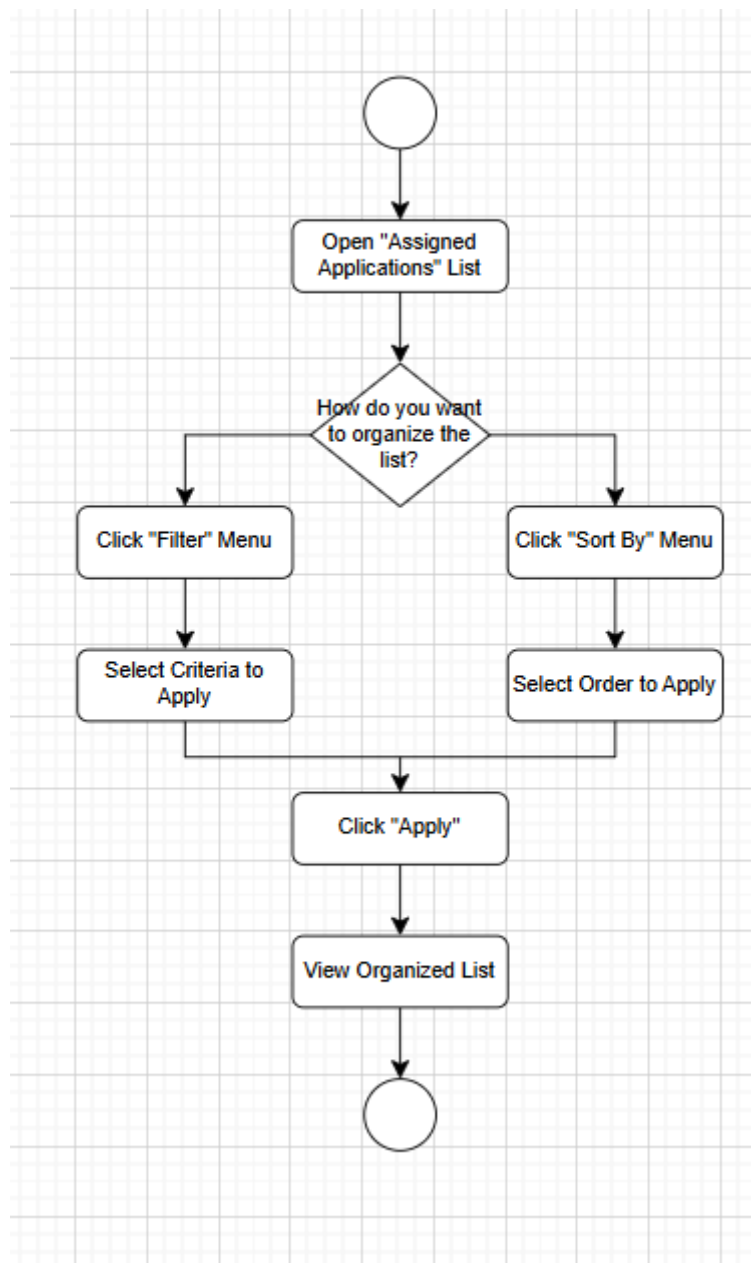 Open "Assigned
Applications" List
How do you want
to organize the
list?
Click "Filter" Menu
Click "Sort By" Menu
Select Criteria to
Apply
Select Order to Apply
Click "Apply"
View Organized List